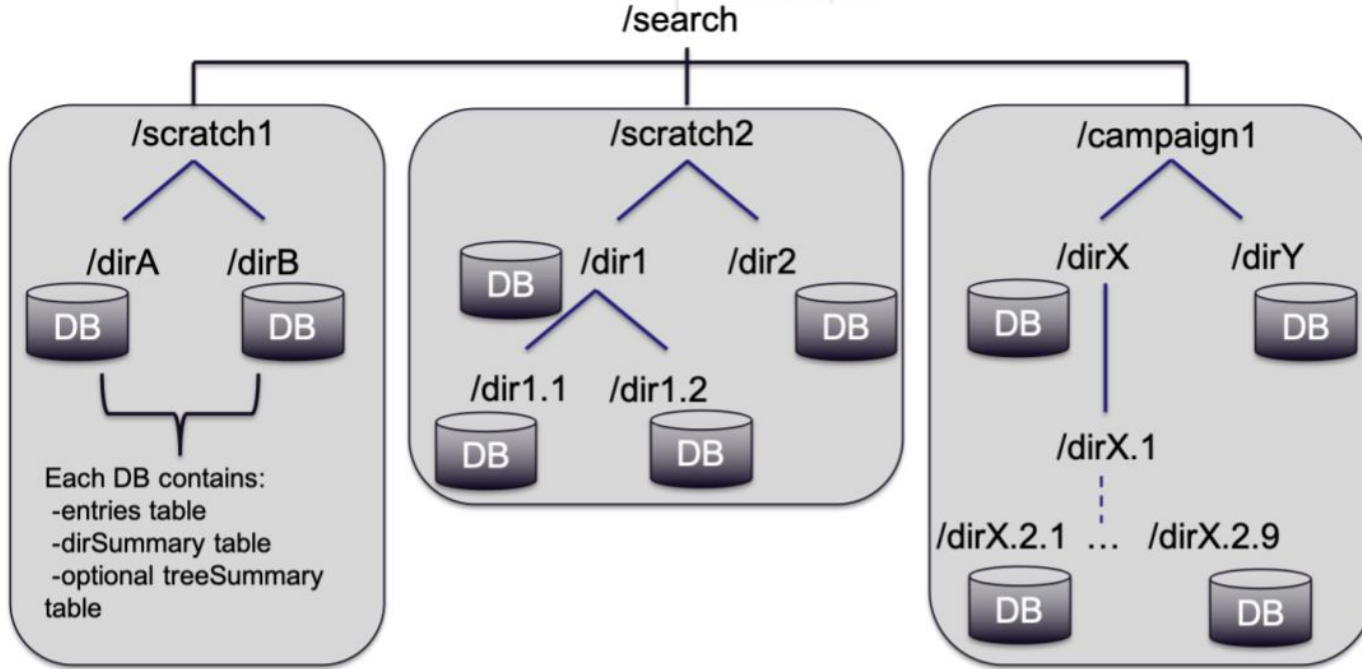 /search
/scratch1
/dirA
/dirB
DB
DB
Each DB contains:
-entries table
-dirSummary table
-optional treeSummary
table
/scratch2
DB
/dir1
/dir2
DB
/dir1.1
/dir1.2
DB
DB
/campaign1
/dirX
/dirY
DB
DB
/dirX.1
/dirX.2.1 ... /dirX.2.9
DB
DB